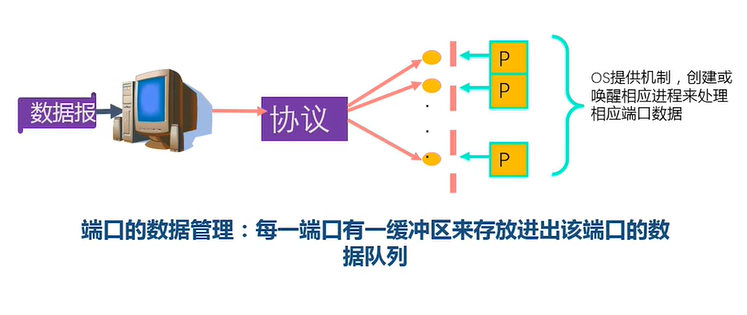 数据报
协议
P
P
P
OS提供机制，创建或
唤醒相应进程来处理
相应端口数据
端口的数据管理：每一端口有一缓冲区来存放进出该端口的数
据队列